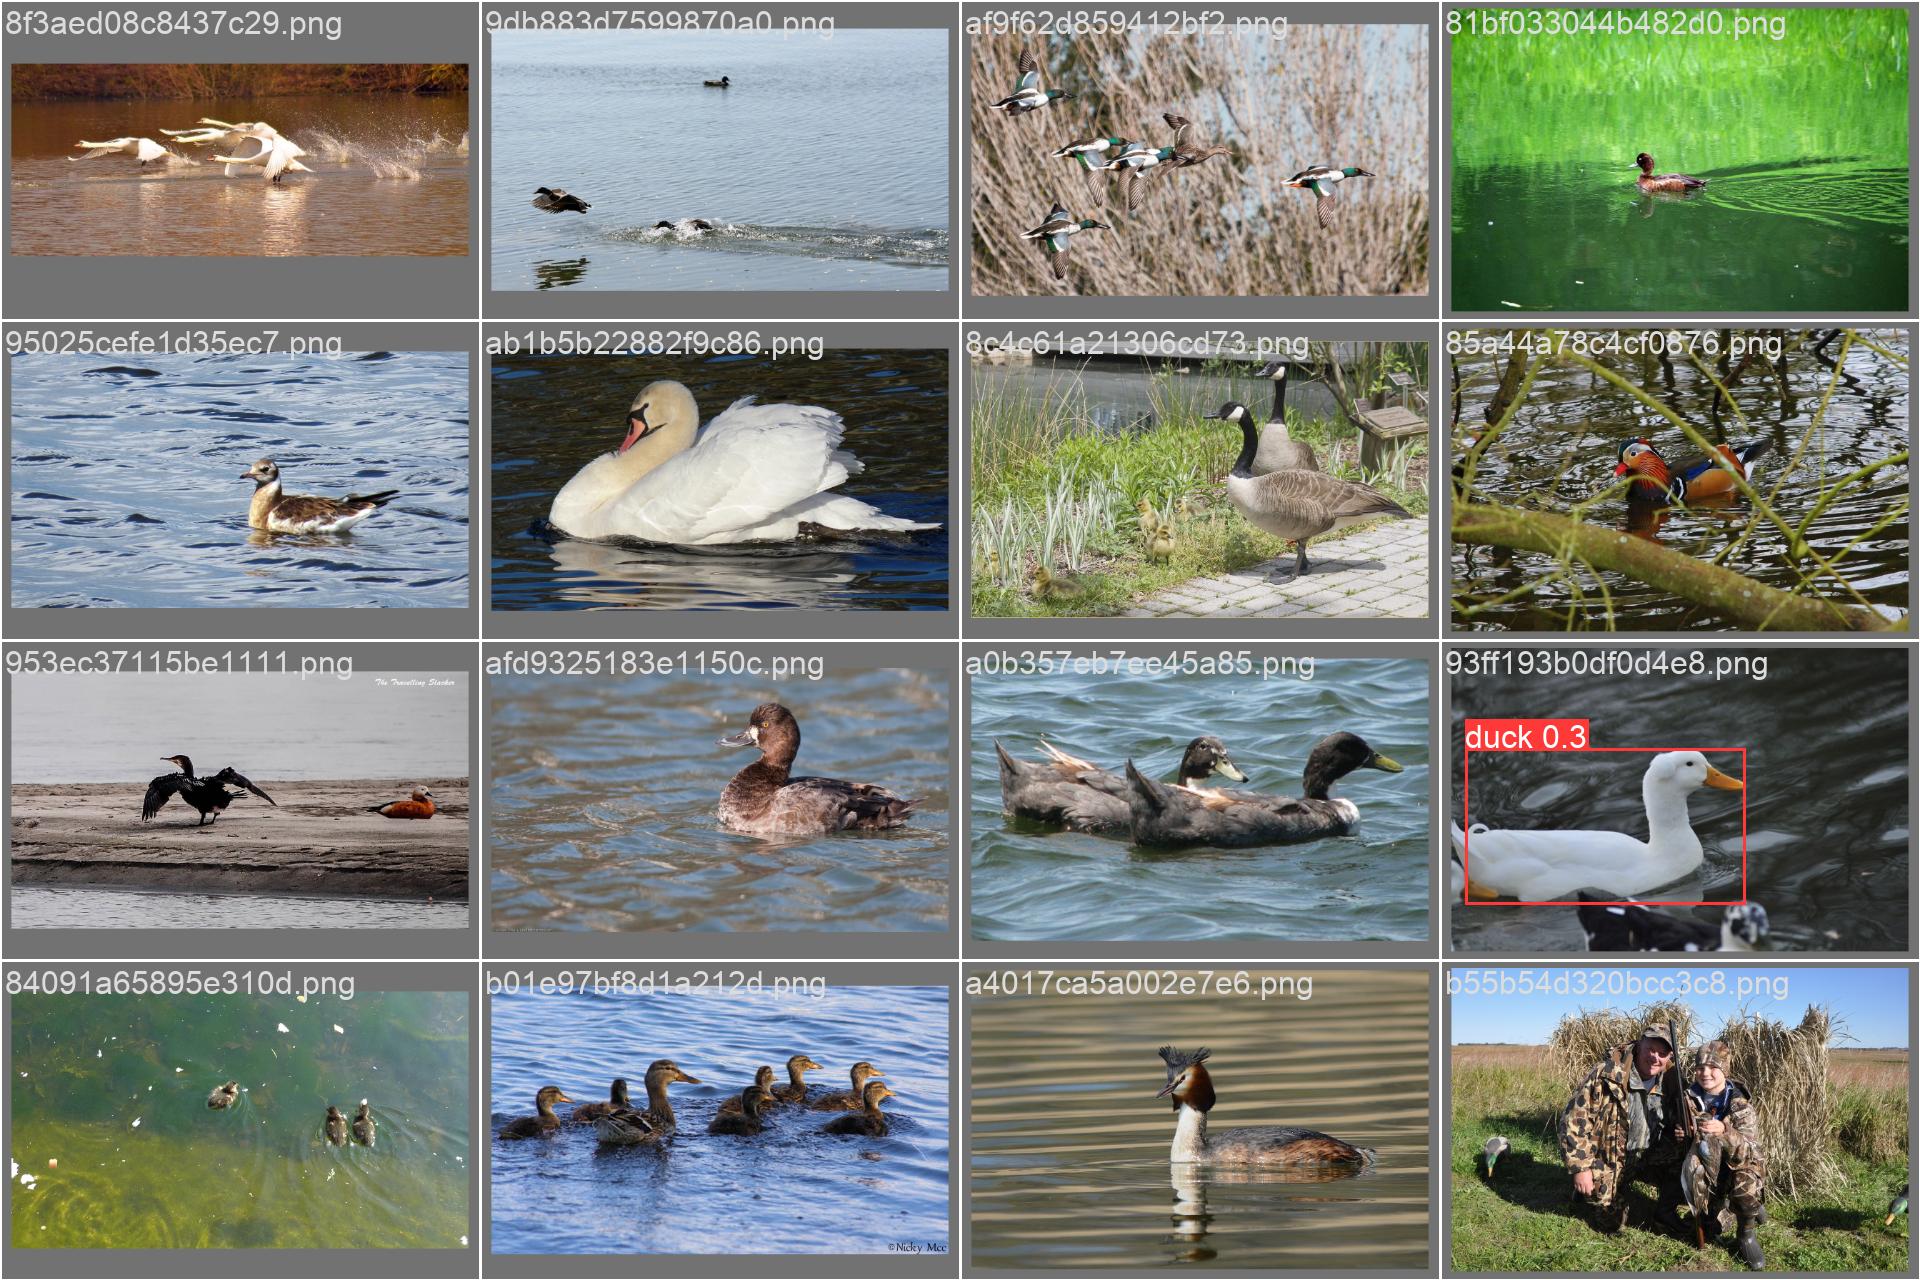 8f3aed08c8437c29.png
9db883d7599870a0.png
af9f62d859412bf2.png
81bf033044b482d0.png
95025cefe1d35ec7.png
ab1b5b22882f9c86.png
8c4c61a21306cd73.png
85a44a78c4cf0876.png
953ec37115be1111.png
The Travelling Slacker
afd9325183e1150c.png
a0b357eb7ee45a85.png
93ff193b0df0d4e8.png
duck 0.3
84091a65895e310d.png
b01e97bf8d1a212d.png
©Nicky Mcc
a4017ca5a002e7e6.png
b55b54d320bcc3c8.png